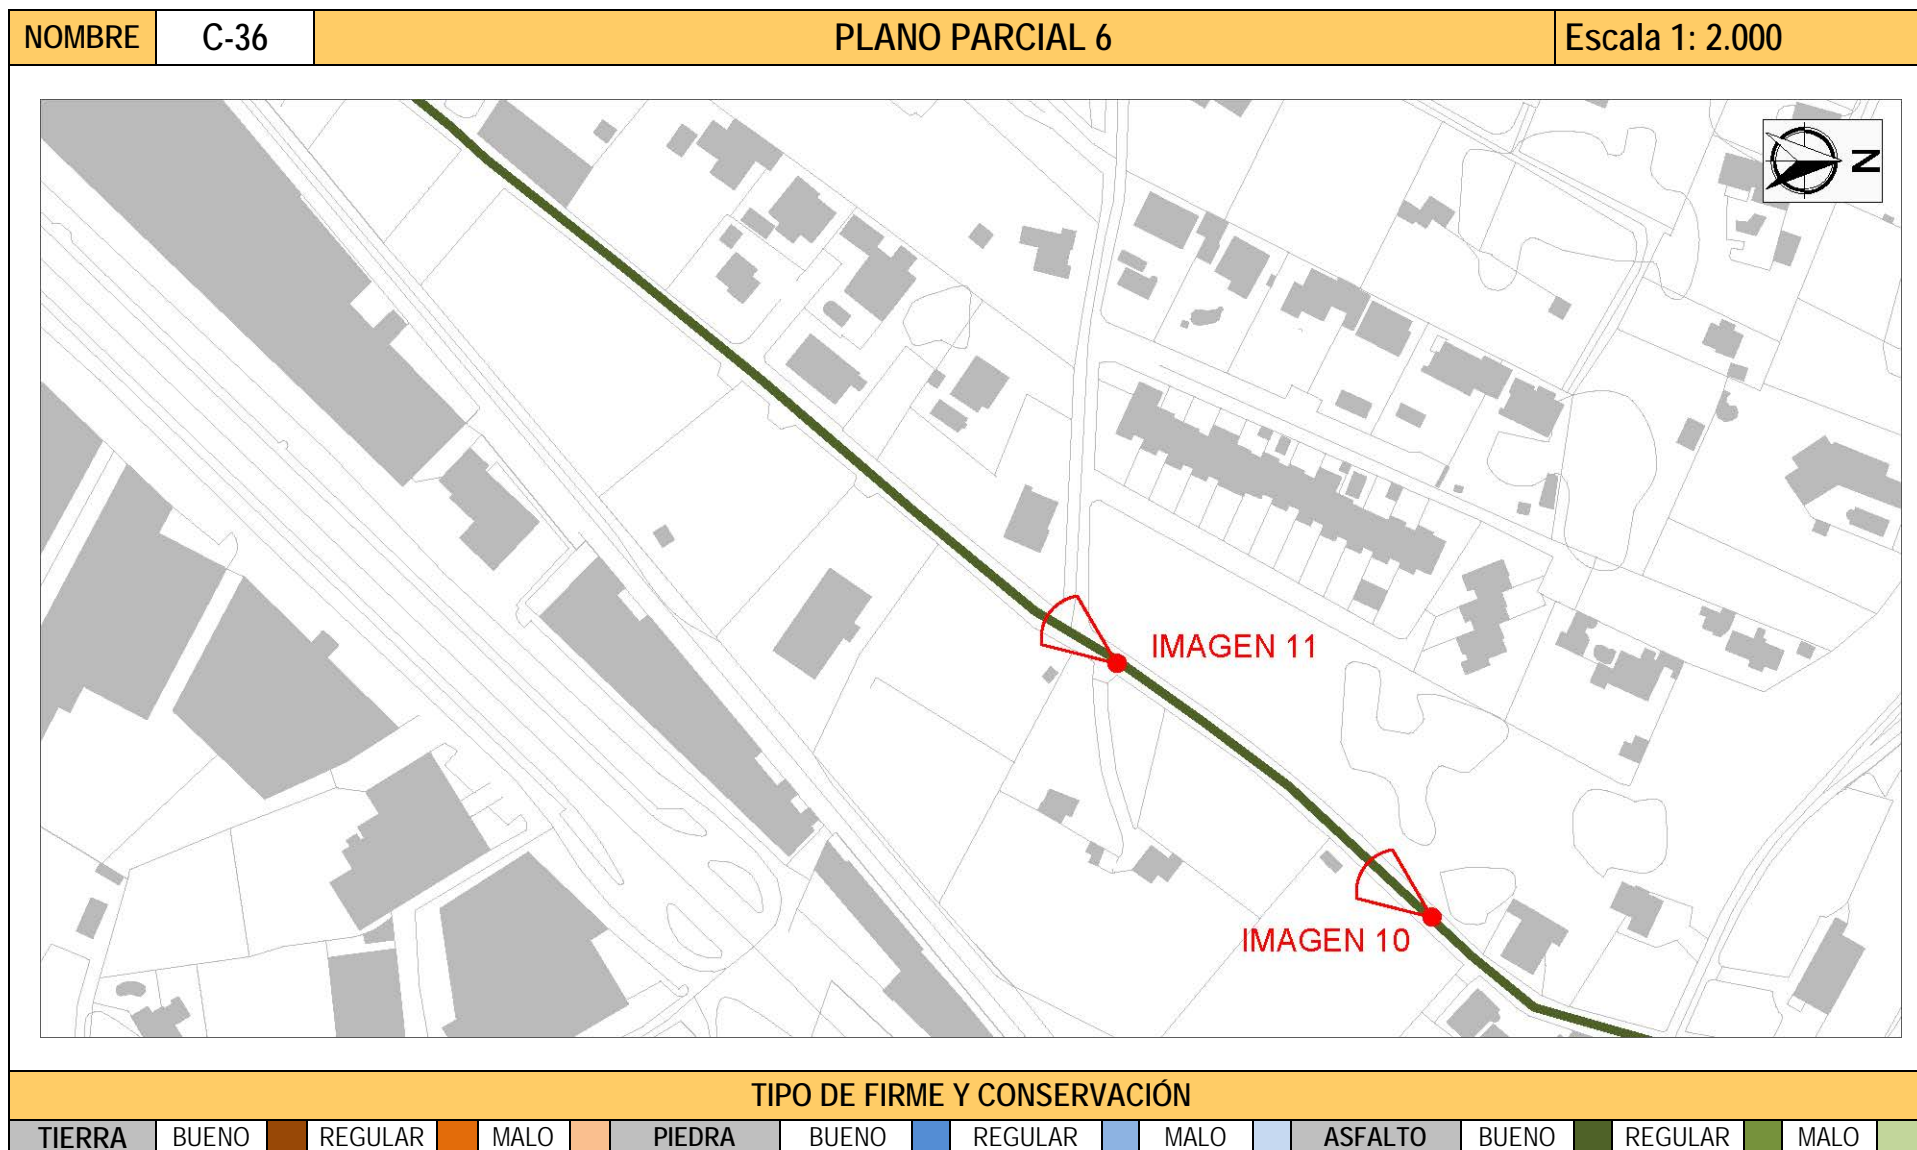 NOMBRE C-36 PLANO PARCIAL 6 Escala 1: 2.000
N
IMAGEN 11
IMAGEN 10
TIPO DE FIRME Y CONSERVACIÓN
TIERRA BUENO REGULAR MALO PIEDRA BUENO REGULAR MALO ASFALTO BUENO REGULAR MALO